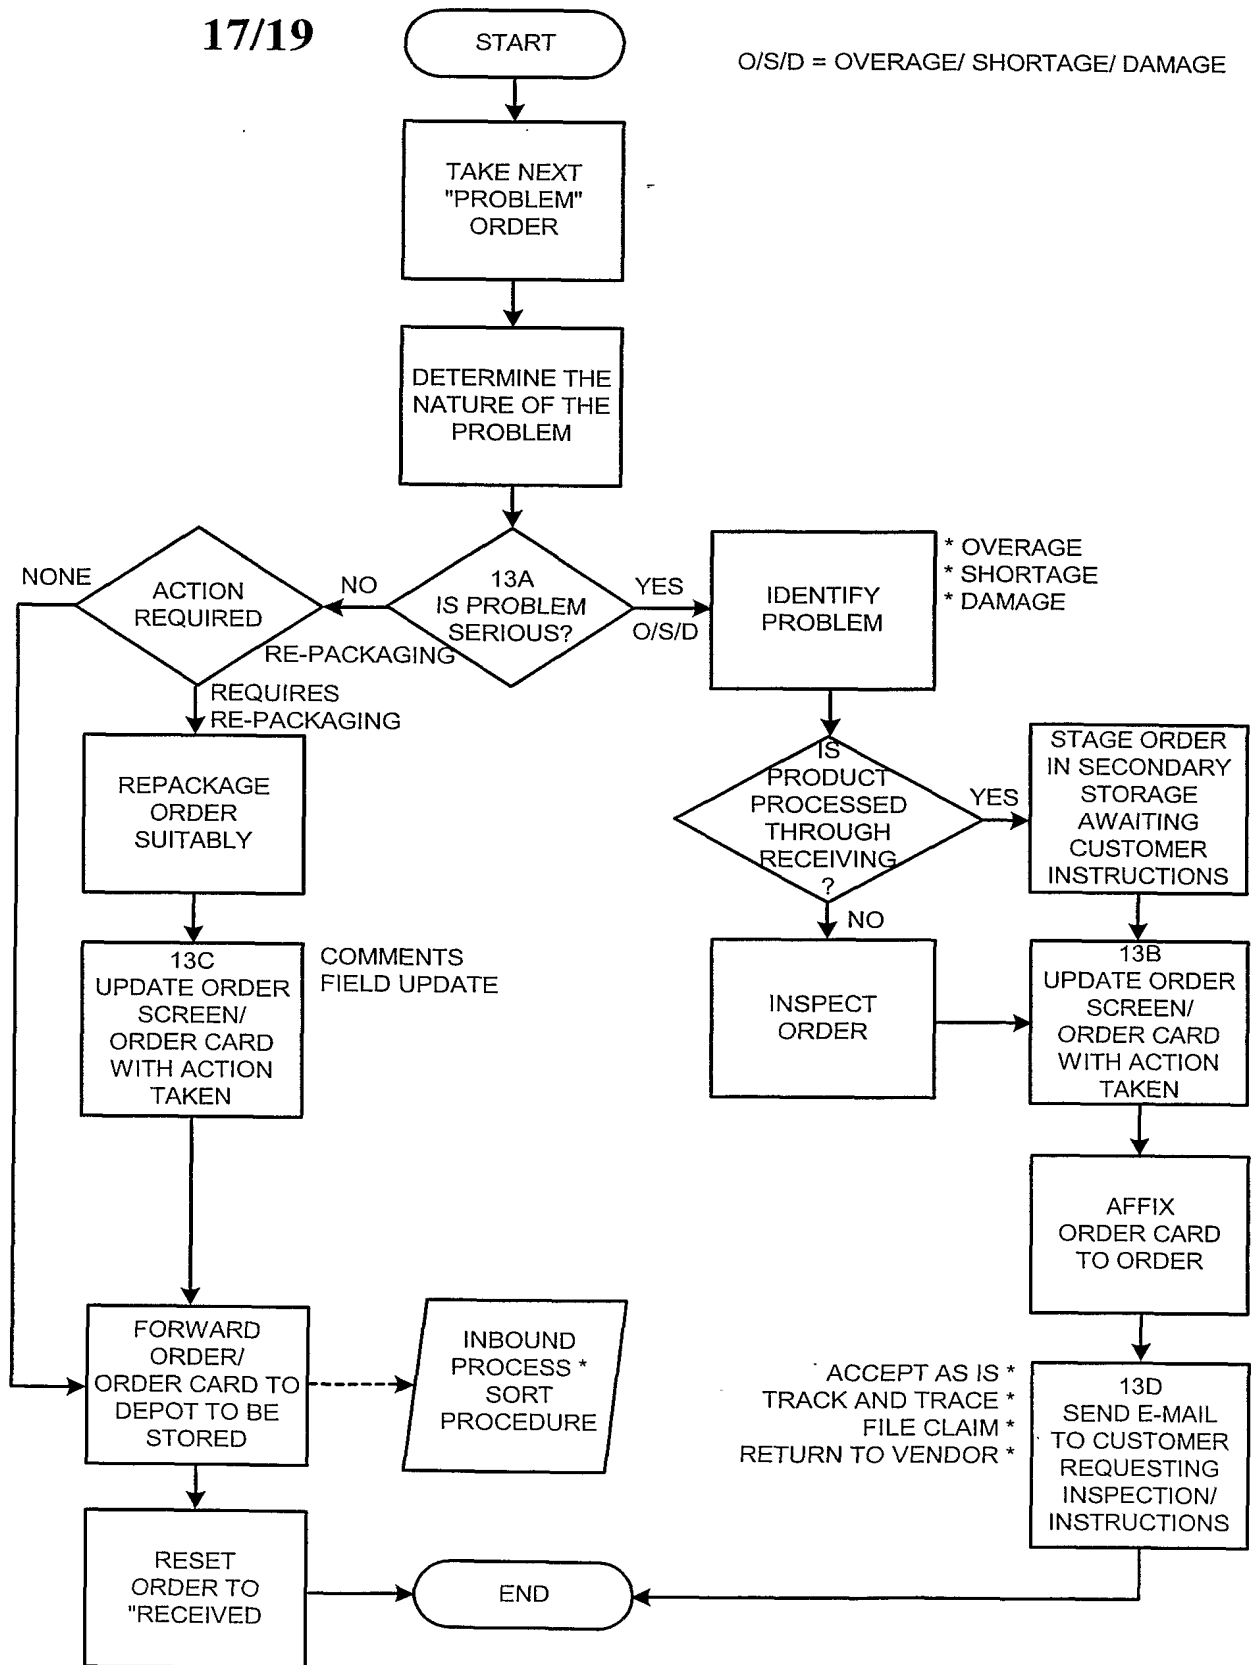 17/19
START
O/S/D = OVERAGE/ SHORTAGE/ DAMAGE
TAKE NEXT
"PROBLEM"
ORDER
DETERMINE THE
NATURE OF THE
PROBLEM
13A
IS PROBLEM
SERIOUS?
NO
YES
O/S/D
ACTION
REQUIRED
NONE
RE-PACKAGING
REQUIRES
RE-PACKAGING
REPACKAGE
ORDER
SUITABLY
13C
UPDATE ORDER
SCREEN/
ORDER CARD
WITH ACTION
TAKEN
COMMENTS
FIELD UPDATE
FORWARD
ORDER/
ORDER CARD TO
DEPOT TO BE
STORED
INBOUND
PROCESS *
SORT
PROCEDURE
RESET
ORDER TO
"RECEIVED
END
IDENTIFY
PROBLEM
* OVERAGE
* SHORTAGE
* DAMAGE
IS
PRODUCT
PROCESSED
THROUGH
RECEIVING
?
YES
NO
STAGE ORDER
IN SECONDARY
STORAGE
AWAITING
CUSTOMER
INSTRUCTIONS
INSPECT
ORDER
13B
UPDATE ORDER
SCREEN/
ORDER CARD
WITH ACTION
TAKEN
AFFIX
ORDER CARD
TO ORDER
ACCEPT AS IS *
TRACK AND TRACE *
FILE CLAIM *
RETURN TO VENDOR *
13D
SEND E-MAIL
TO CUSTOMER
REQUESTING
INSPECTION/
INSTRUCTIONS